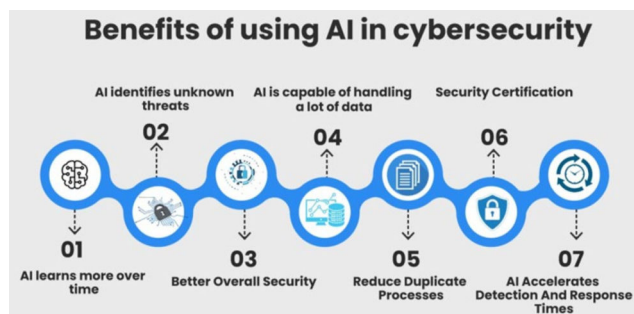 Benefits of using AI in cybersecurity
01
AI learns more over
time
AI identifies unknown
threats
02
03
Better Overall Security
AI is capable of handling
a lot of data
04
05
Reduce Duplicate
Processes
Security Certification
06
07
AI Accelerates
Detection And Response
Times